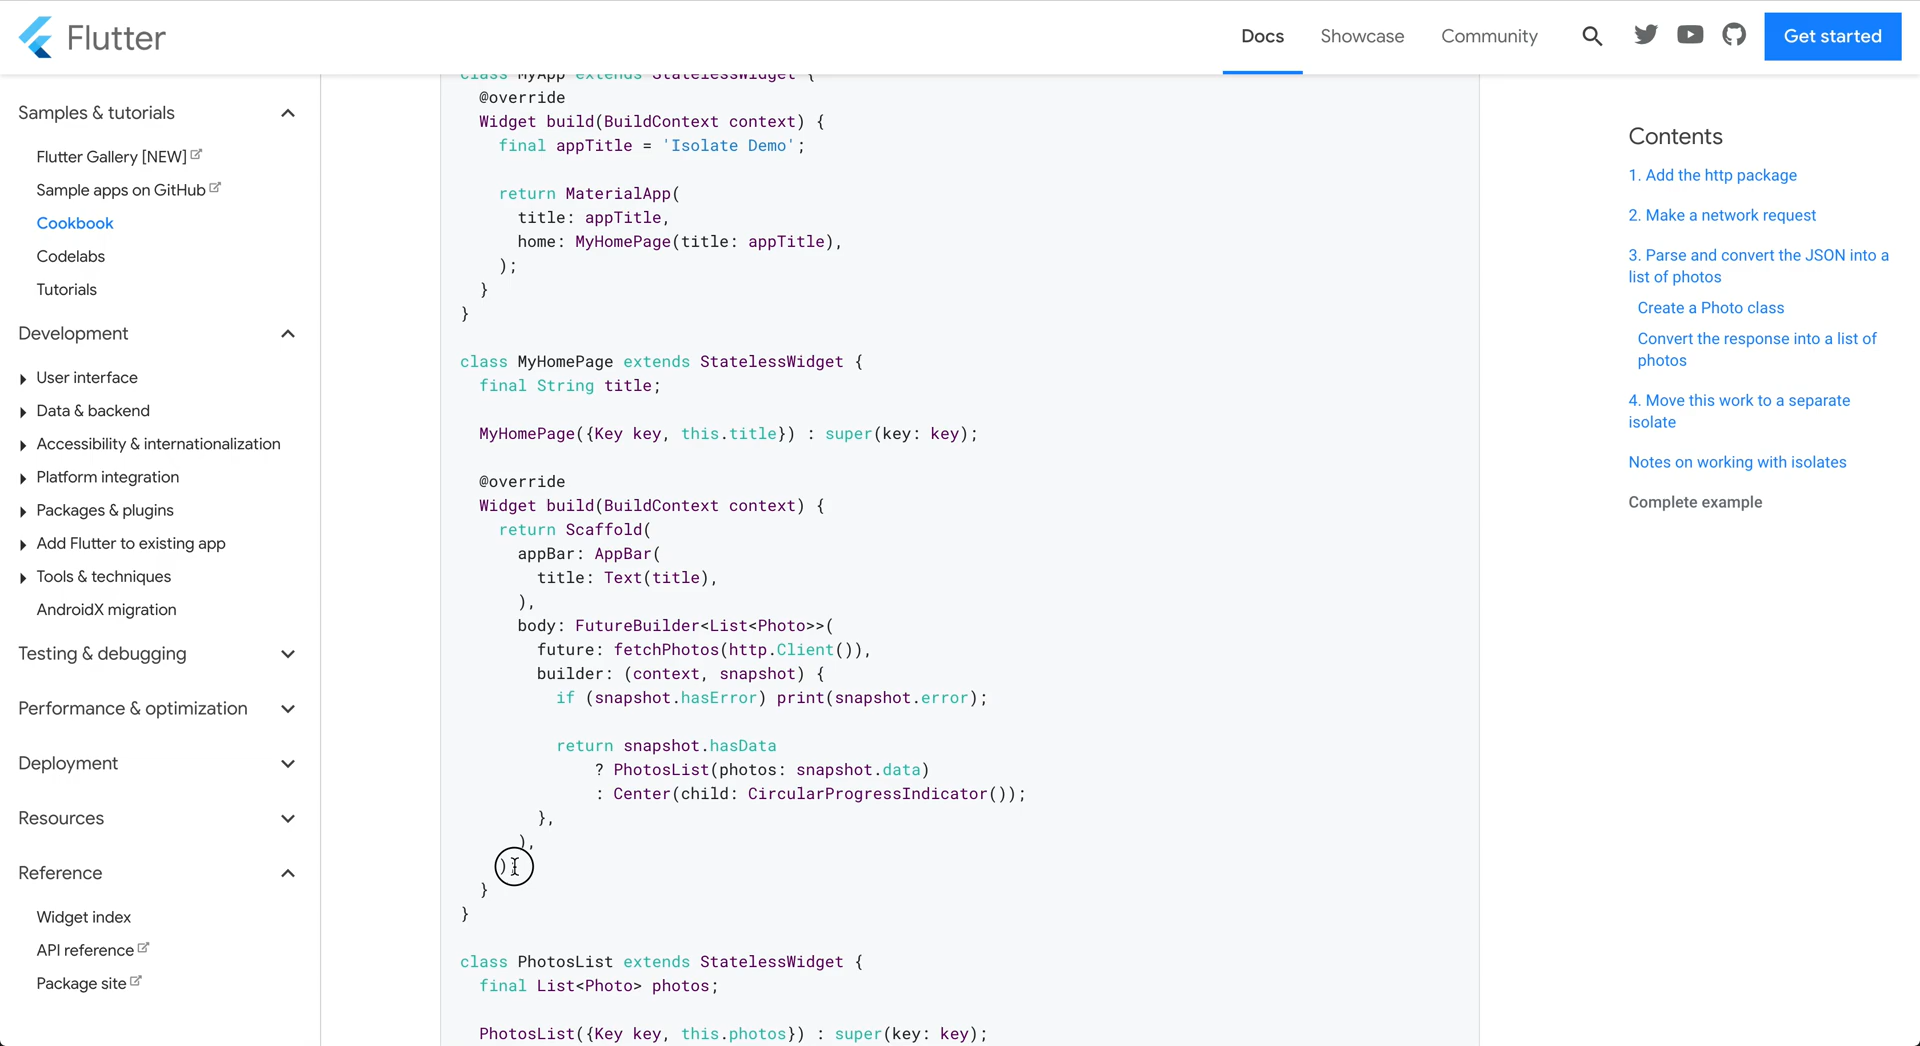 Flutter
Docs
Showcase
Community
Get started
Samples & tutorials
Flutter Gallery [NEW]
Sample apps on GitHub
Cookbook
Codelabs
Tutorials
Development
User interface
Data & backend
Accessibility & internationalization
Platform integration
Packages & plugins
Add Flutter to existing app
Tools & techniques
AndroidX migration
Testing & debugging
Performance & optimization
Deployment
Resources
Reference
Widget index
API reference
Package site
class MyApp extends StatelessWidget {
  @override
  Widget build(BuildContext context) {
    final appTitle = 'Isolate Demo';

    return MaterialApp(
      title: appTitle,
      home: MyHomePage(title: appTitle),
    );
  }
}

class MyHomePage extends StatelessWidget {
  final String title;

  MyHomePage({Key key, this.title}) : super(key: key);

  @override
  Widget build(BuildContext context) {
    return Scaffold(
      appBar: AppBar(
        title: Text(title),
      ),
      body: FutureBuilder<List<Photo>>(
        future: fetchPhotos(http.Client()),
        builder: (context, snapshot) {
          if (snapshot.hasError) print(snapshot.error);

          return snapshot.hasData
              ? PhotosList(photos: snapshot.data)
              : Center(child: CircularProgressIndicator());
        },
      ),
    )
  }
}

class PhotosList extends StatelessWidget {
  final List<Photo> photos;

  PhotosList({Key key, this.photos}) : super(key: key);
Contents
1. Add the http package
2. Make a network request
3. Parse and convert the JSON into a
list of photos
Create a Photo class
Convert the response into a list of
photos
4. Move this work to a separate
isolate
Notes on working with isolates
Complete example